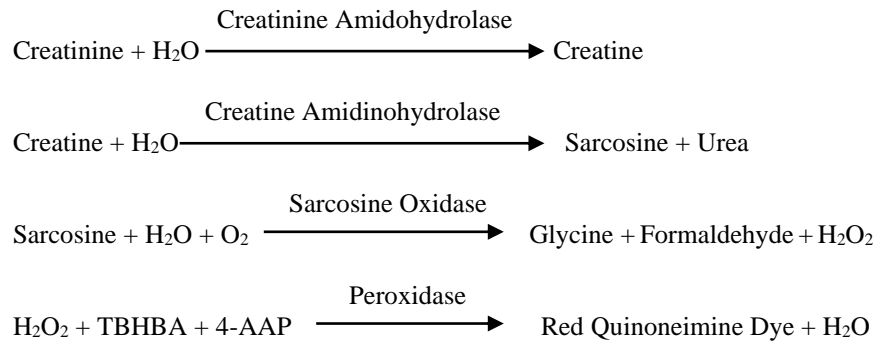 Creatinine Amidohydrolase
Creatinine + H₂O Creatine
Creatine Amidinohydrolase
Creatine + H₂O Sarcosine + Urea
Sarcosine Oxidase
Sarcosine + H₂O + O₂ Glycine + Formaldehyde + H₂O₂
Peroxidase
H₂O₂ + TBHBA + 4-AAP Red Quinoneimine Dye + H₂O